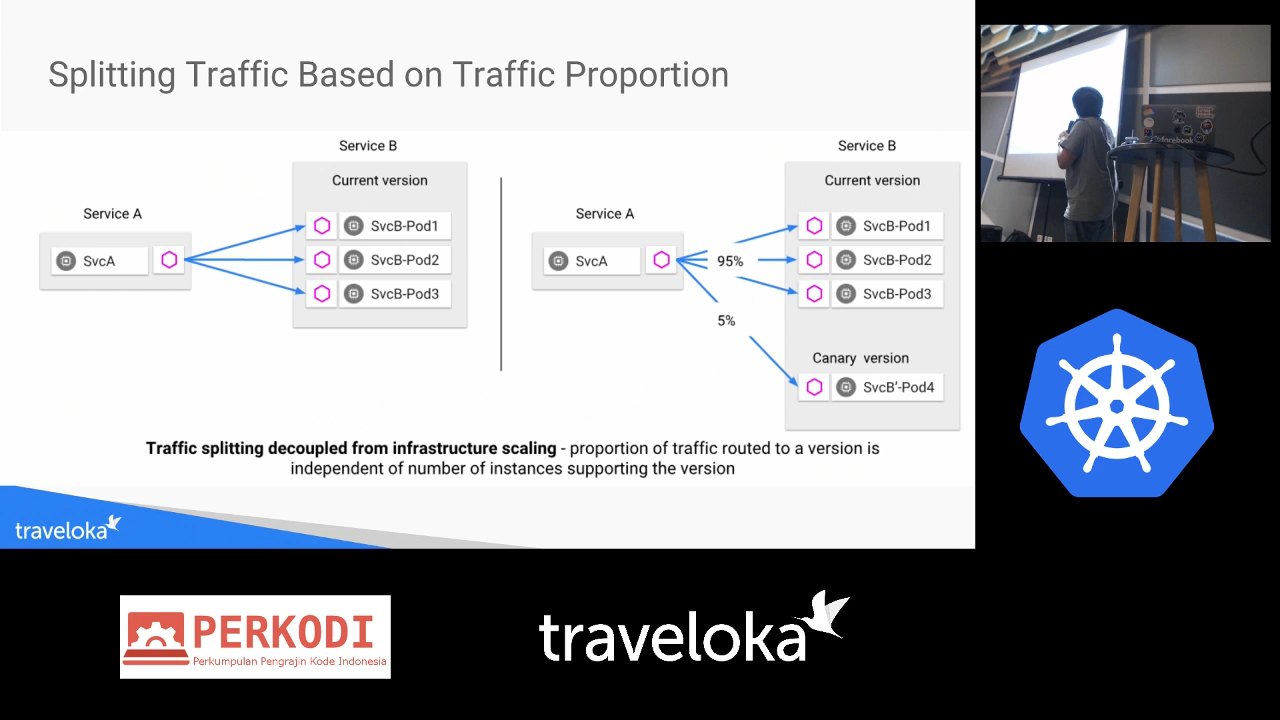 Splitting Traffic Based on Traffic Proportion
Service B
Current version
Service A
SvcA
SvcB-Pod1
SvcB-Pod2
SvcB-Pod3
Service B
Current version
Service A
SvcA
95%
5%
SvcB-Pod1
SvcB-Pod2
SvcB-Pod3
Canary version
SvcB’-Pod4
Traffic splitting decoupled from infrastructure scaling - proportion of traffic routed to a version is
independent of number of instances supporting the version
traveloka
facebook
PERKODI
Perkumpulan Pengrajin Kode Indonesia
traveloka